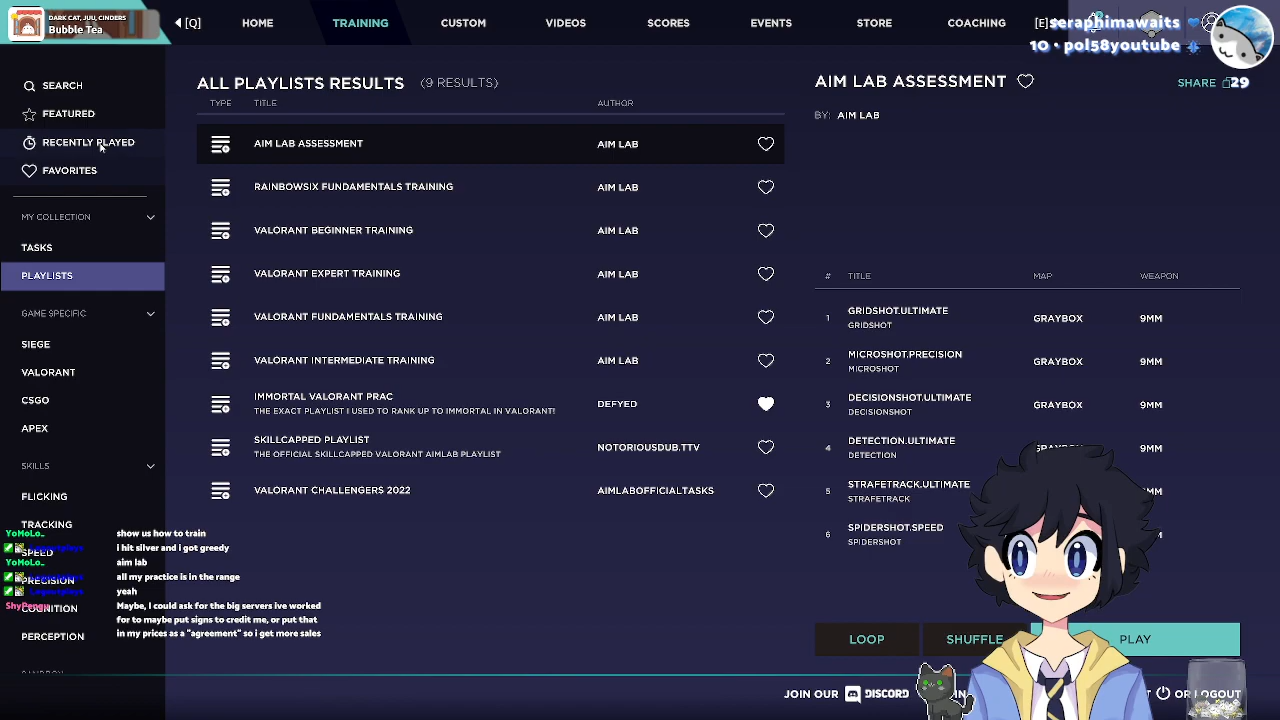 DARK CAT, JUU, CINDERS
Bubble Tea
[Q] HOME TRAINING CUSTOM VIDEOS SCORES EVENTS STORE COACHING [E]
seraphimawaits
10 • pol58youtube
SEARCH
FEATURED
RECENTLY PLAYED
FAVORITES
MY COLLECTION
TASKS
PLAYLISTS
GAME SPECIFIC
SIEGE
VALORANT
CSGO
APEX
SKILLS
FLICKING
TRACKING
SPEED
PRECISION
COGNITION
PERCEPTION
ALL PLAYLISTS RESULTS (9 RESULTS)
TYPE TITLE AUTHOR
AIM LAB ASSESSMENT AIM LAB
RAINBOWSIX FUNDAMENTALS TRAINING AIM LAB
VALORANT BEGINNER TRAINING AIM LAB
VALORANT EXPERT TRAINING AIM LAB
VALORANT FUNDAMENTALS TRAINING AIM LAB
VALORANT INTERMEDIATE TRAINING AIM LAB
IMMORTAL VALORANT PRAC DEFYED
THE EXACT PLAYLIST I USED TO RANK UP TO IMMORTAL IN VALORANT!
SKILLCAPPED PLAYLIST NOTORIOUSDUB.TTV
THE OFFICIAL SKILLCAPPED VALORANT AIMLAB PLAYLIST
VALORANT CHALLENGERS 2022 AIMLABOFFICIALTASKS
YoMoLo_ show us how to train
i hit silver and i got greedy
YoMoLo_ aim lab
all my practice is in the range
yeah
Maybe, I could ask for the big servers ive worked
for to maybe put signs to credit me, or put that
in my prices as a "agreement" so i get more sales
AIM LAB ASSESSMENT
SHARE 29
BY: AIM LAB
# TITLE MAP WEAPON
1 GRIDSHOT.ULTIMATE GRAYBOX 9MM
GRIDSHOT
2 MICROSHOT.PRECISION GRAYBOX 9MM
MICROSHOT
3 DECISIONSHOT.ULTIMATE GRAYBOX 9MM
DECISIONSHOT
4 DETECTION.ULTIMATE GRAYBOX 9MM
DETECTION
5 STRAFETRACK.ULTIMATE
STRAFETRACK
6 SPIDERSHOT.SPEED
SPIDERSHOT
LOOP SHUFFLE PLAY
JOIN OUR DISCORD OR LOGOUT